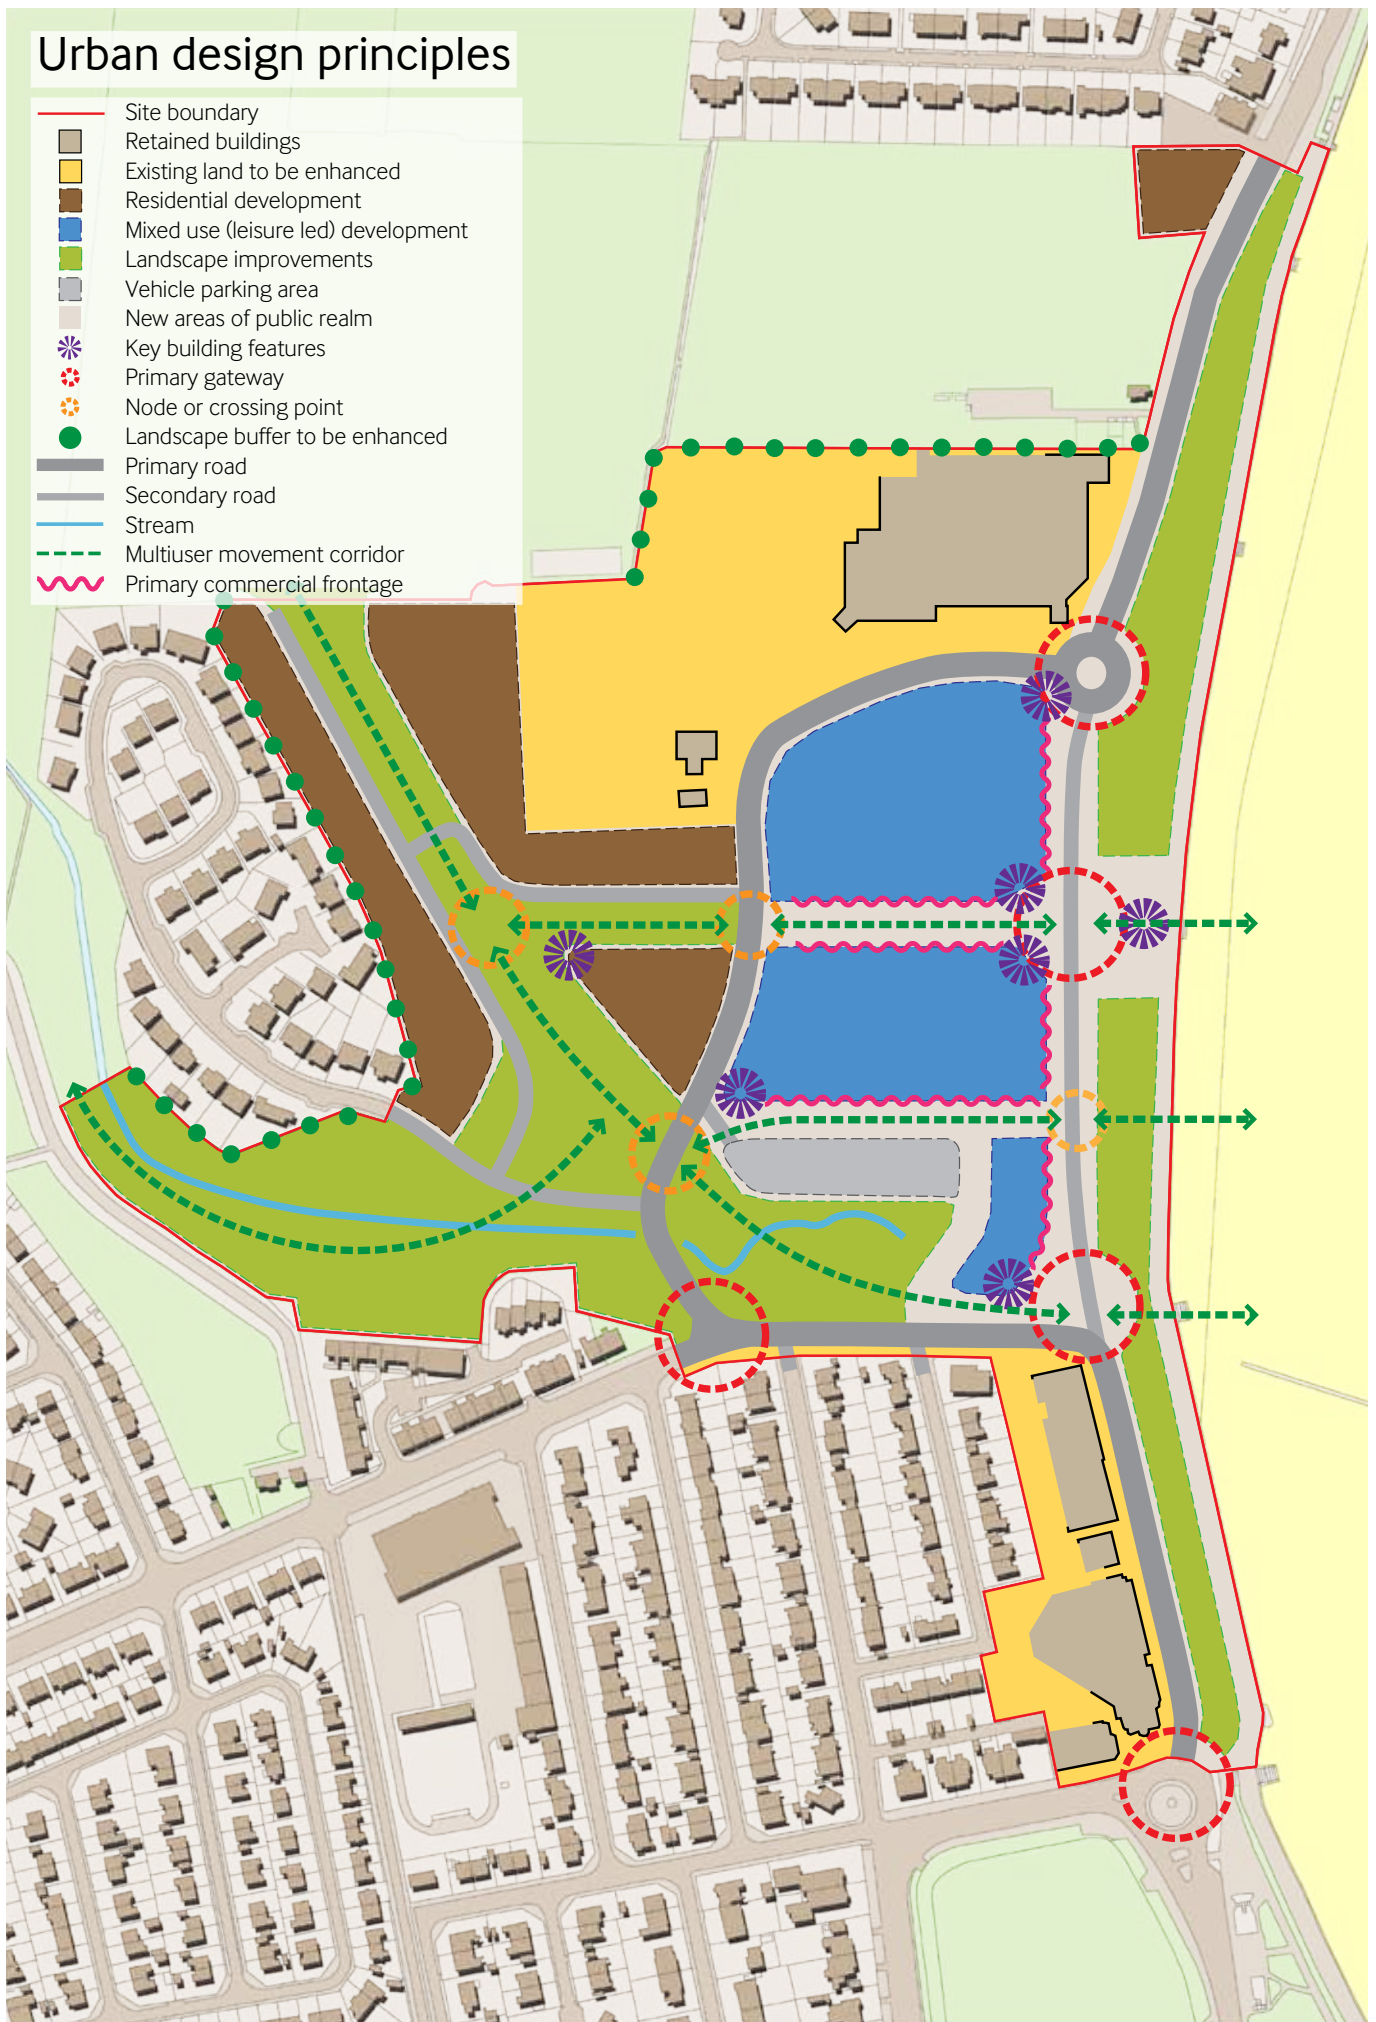 Urban design principles
Site boundary
Retained buildings
Existing land to be enhanced
Residential development
Mixed use (leisure led) development
Landscape improvements
Vehicle parking area
New areas of public realm
Key building features
Primary gateway
Node or crossing point
Landscape buffer to be enhanced
Primary road
Secondary road
Stream
Multiuser movement corridor
Primary commercial frontage